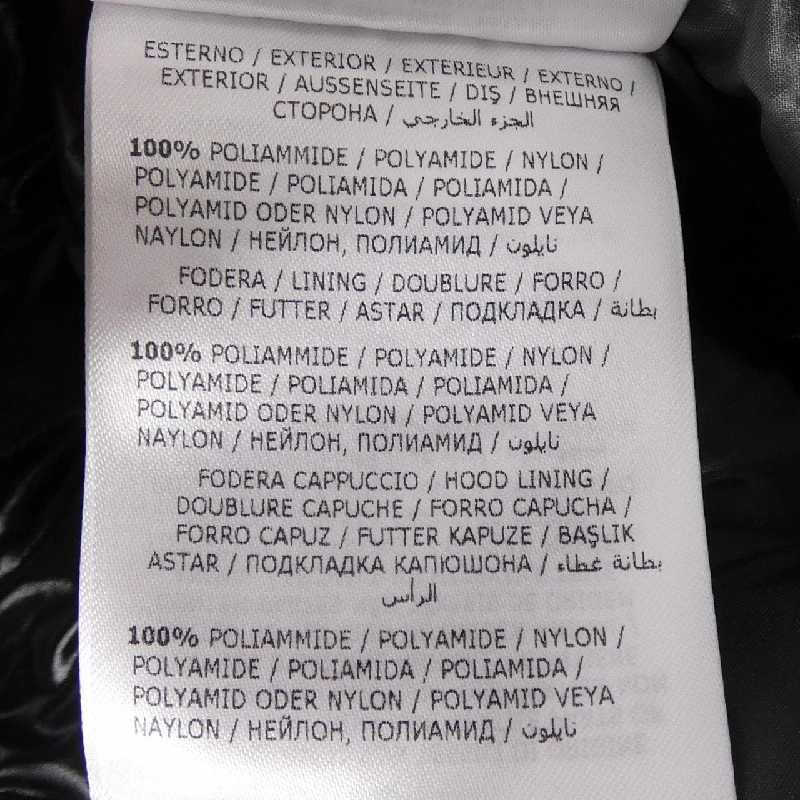 ESTERNO / EXTERIOR / EXTERIEUR / EXTERNO /
EXTERIOR / AUSSENSEITE / DIŞ / ВНЕШНЯЯ
СТОРОНА / الجزء الخارجي
100% POLIAMMIDE / POLYAMIDE / NYLON /
POLYAMIDE / POLIAMIDA / POLIAMIDA /
POLYAMID ODER NYLON / POLYAMID VEYA
NAYLON / НЕЙЛОН, ПОЛИАМИД / نايلون
FODERA / LINING / DOUBLURE / FORRO /
FORRO / FUTTER / ASTAR / ПОДКЛАДКА / بطانة
100% POLIAMMIDE / POLYAMIDE / NYLON /
POLYAMIDE / POLIAMIDA / POLIAMIDA /
POLYAMID ODER NYLON / POLYAMID VEYA
NAYLON / НЕЙЛОН, ПОЛИАМИД / نايلون
FODERA CAPPUCCIO / HOOD LINING /
DOUBLURE CAPUCHE / FORRO CAPUCHA /
FORRO CAPUZ / FUTTER KAPUZE / BAŞLIK
ASTAR / ПОДКЛАДКА КАПЮШОНА / بطانة غطاء
الرأس
100% POLIAMMIDE / POLYAMIDE / NYLON /
POLYAMIDE / POLIAMIDA / POLIAMIDA /
POLYAMID ODER NYLON / POLYAMID VEYA
NAYLON / НЕЙЛОН, ПОЛИАМИД / نايلون